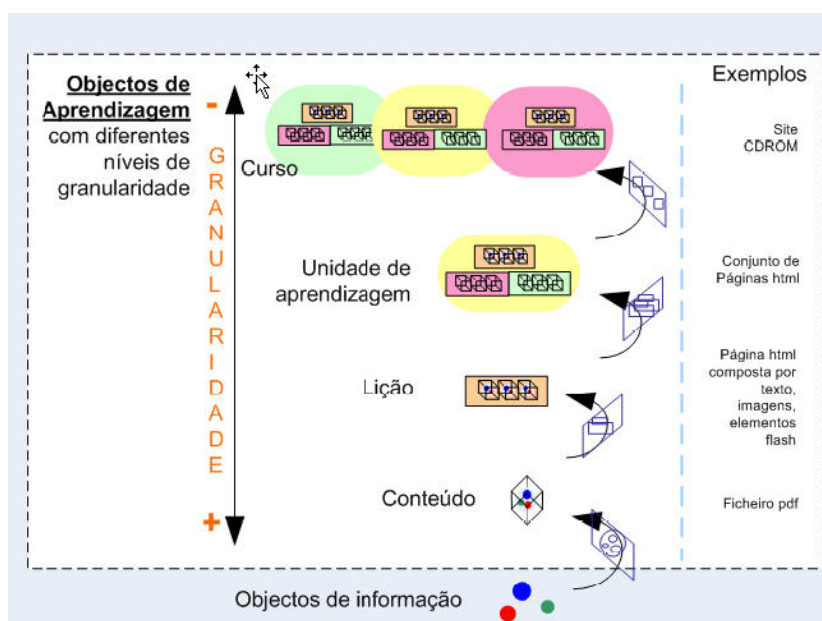 Objectos de
Aprendizagem
com diferentes
níveis de
granularidade
-
GRANULARIDADE
+
Curso
Unidade de
aprendizagem
Lição
Conteúdo
Objectos de informação
Exemplos
Site
CDROM
Conjunto de
Páginas html
Página html
composta por
texto,
imagens,
elementos
flash
Ficheiro pdf